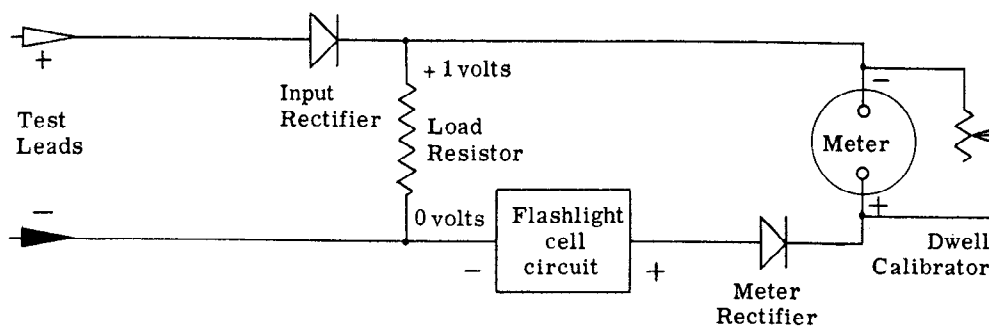 +
Test
Leads
−
Input
Rectifier
+ 1 volts
Load
Resistor
0 volts
−
Flashlight
cell
circuit
+
Meter
Rectifier
−
Meter
+
Dwell
Calibrator